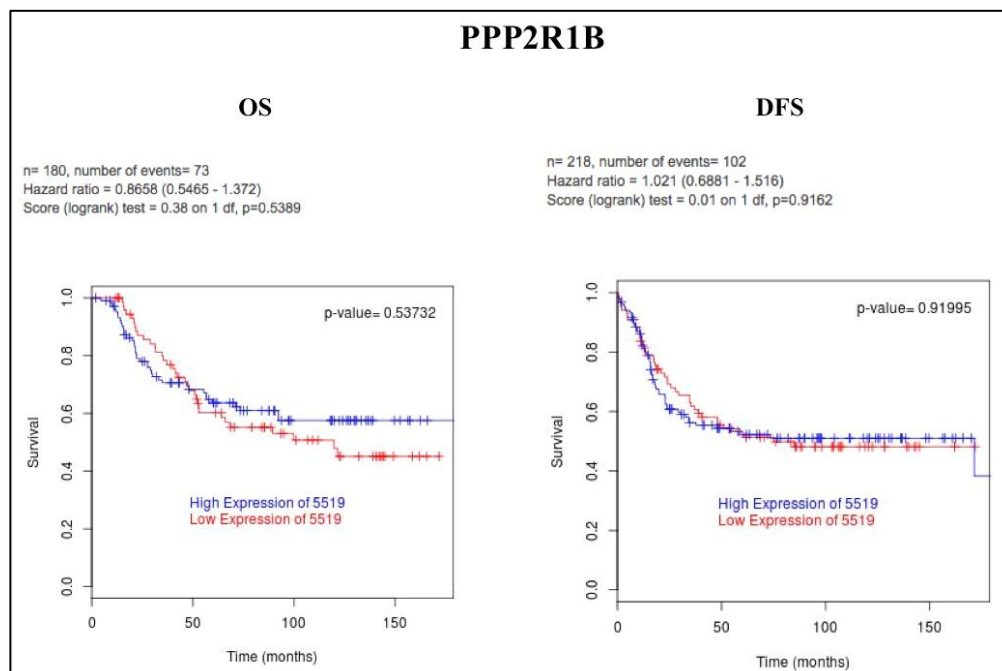 PPP2R1B
OS
n= 180, number of events= 73
Hazard ratio = 0.8658 (0.5465 - 1.372)
Score (logrank) test = 0.38 on 1 df, p=0.5389
p-value= 0.53732
1.0
0.8
0.6
0.4
0.2
0.0
Survival
High Expression of 5519
Low Expression of 5519
0 50 100 150
Time (months)
DFS
n= 218, number of events= 102
Hazard ratio = 1.021 (0.6881 - 1.516)
Score (logrank) test = 0.01 on 1 df, p=0.9162
p-value= 0.91995
1.0
0.8
0.6
0.4
0.2
0.0
Survival
High Expression of 5519
Low Expression of 5519
0 50 100 150
Time (months)